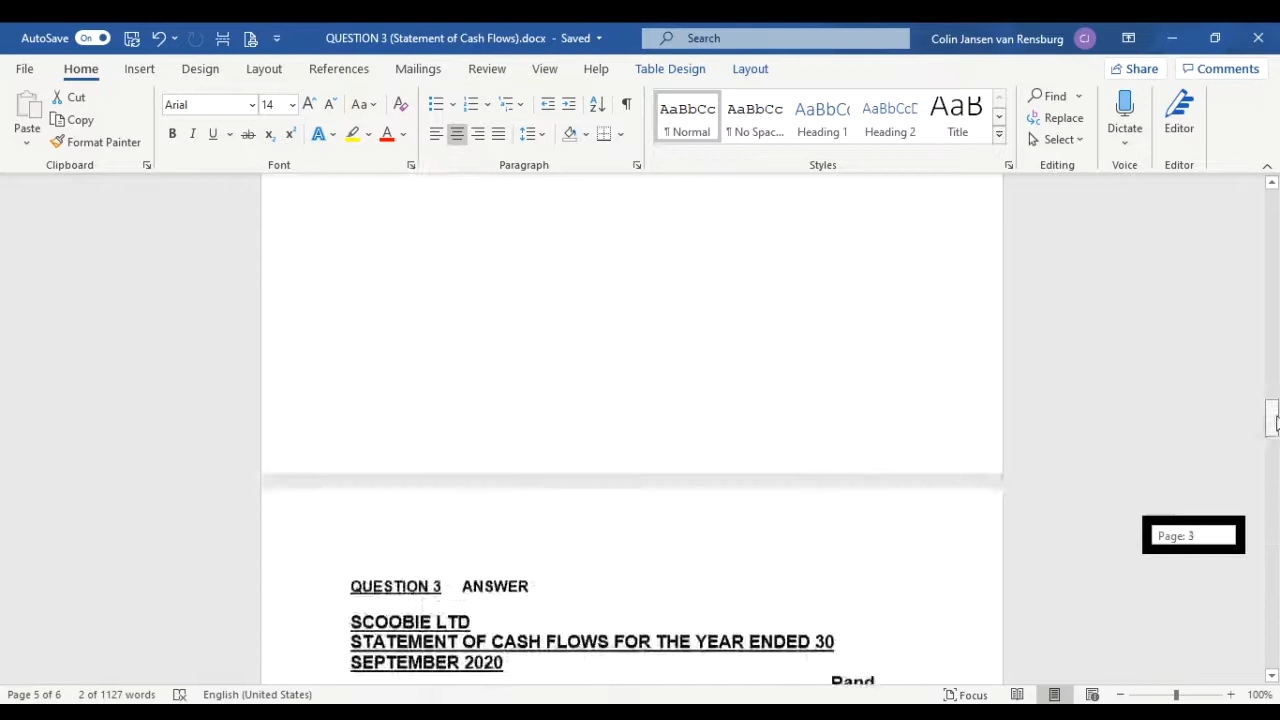 AutoSave On QUESTION 3 (Statement of Cash Flows).docx - Saved Search Colin Jansen van Rensburg CJ
File Home Insert Design Layout References Mailings Review View Help Table Design Layout Share Comments
Paste Cut Copy Format Painter
Clipboard
Arial 14
Font
Paragraph
AaBbCc AaBbCc AaBbCc AaBbCcD AaB
¶ Normal ¶ No Spac... Heading 1 Heading 2 Title
Styles
Find Replace Select
Editing
Dictate
Voice
Editor
Editor
Page: 3
QUESTION 3 ANSWER
SCOOBIE LTD
STATEMENT OF CASH FLOWS FOR THE YEAR ENDED 30
SEPTEMBER 2020
Rand
Page 5 of 6 2 of 1127 words English (United States) Focus 100%